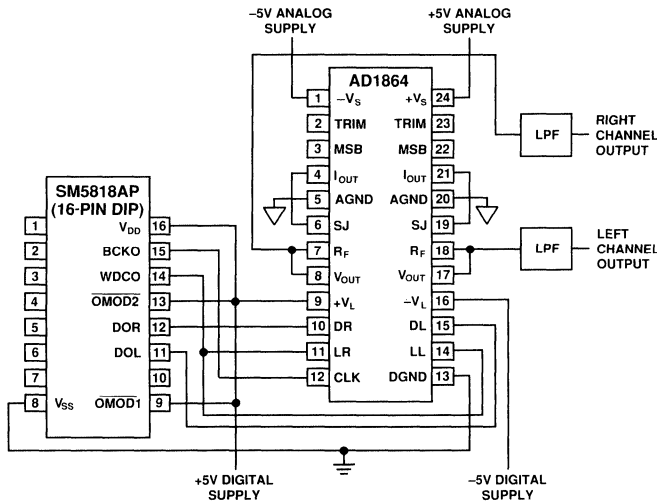 –5V ANALOG
SUPPLY
+5V ANALOG
SUPPLY
AD1864
1 –VS +VS 24
2 TRIM TRIM 23
3 MSB MSB 22
4 IOUT IOUT 21
5 AGND AGND 20
6 SJ SJ 19
7 RF RF 18
8 VOUT VOUT 17
9 +VL –VL 16
10 DR DL 15
11 LR LL 14
12 CLK DGND 13
LPF
RIGHT
CHANNEL
OUTPUT
LPF
LEFT
CHANNEL
OUTPUT
SM5818AP
(16-PIN DIP)
1 VDD 16
2 BCKO 15
3 WDCO 14
4 OMOD2 13
5 DOR 12
6 DOL 11
7 10
8 VSS OMOD1 9
+5V DIGITAL
SUPPLY
–5V DIGITAL
SUPPLY